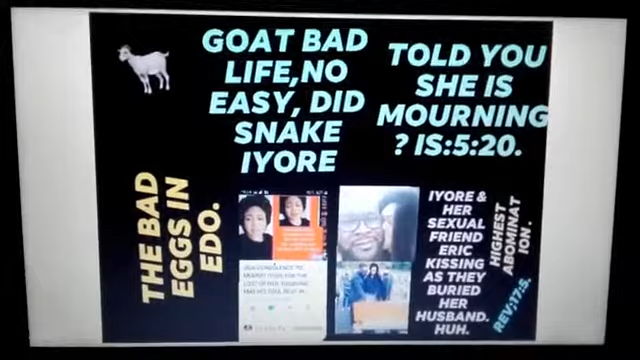 GOAT BAD
LIFE,NO
EASY, DID
SNAKE
IYORE
TOLD YOU
SHE IS
MOURNING
? IS:5:20.
THE BAD
EGGS IN
EDO.
IYORE &
HER
SEXUAL
FRIEND
ERIC
KISSING
AS THEY
BURIED
HER
HUSBAND.
HUH.
HIGHEST
ABOMINAT
ION.
REV:17:5.